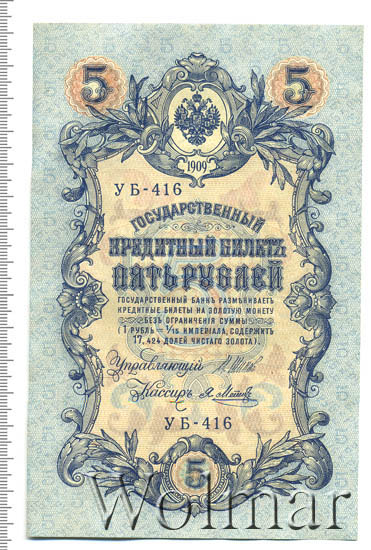 5 5
1909
УБ-416
ГОСУДАРСТВЕННЫЙ
КРЕДИТНЫЙ БИЛЕТЪ
ПЯТЬ РУБЛЕЙ
ГОСУДАРСТВЕННЫЙ БАНКЪ РАЗМѢНИВАЕТЪ
КРЕДИТНЫЕ БИЛЕТЫ НА ЗОЛОТУЮ МОНЕТУ
БЕЗЪ ОГРАНИЧЕНІЯ СУММЫ
(1 РУБЛЬ = 1/15 ИМПЕРІАЛА, СОДЕРЖИТЪ
17,424 ДОЛЕЙ ЧИСТАГО ЗОЛОТА)
Управляющій
Кассиръ
УБ-416
5
Wolmar